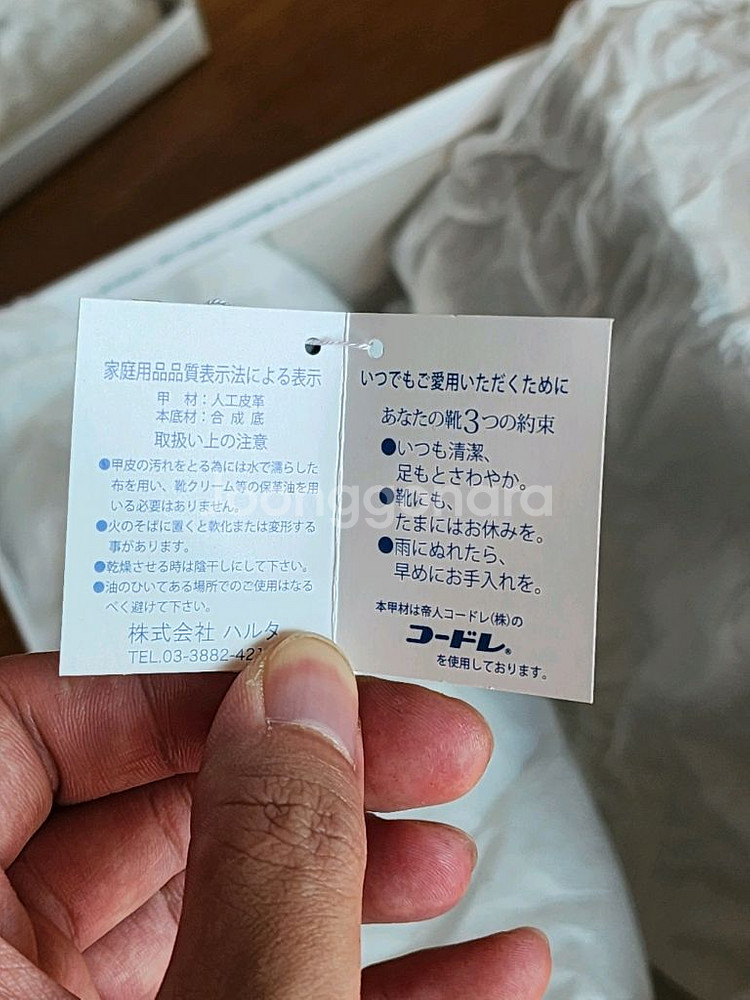 家庭用品品質表示法による表示
甲　材：人工皮革
本底材：合 成 底
取扱い上の注意
●甲皮の汚れをとる為には水で濡らした
布を用い、靴クリーム等の保革油を用
いる必要はありません。
●火のそばに置くと軟化または変形する
事があります。
●乾燥させる時は陰干しにして下さい。
●油のひいてある場所でのご使用はなる
べく避けて下さい。
株式会社 ハルタ
TEL.03-3882-42
いつでもご愛用いただくために
あなたの靴3つの約束
●いつも清潔、
足もとさわやか。
●靴にも、
たまにはお休みを。
●雨にぬれたら、
早めにお手入れを。
本甲材は帝人コードレ(株)の
コードレ®
を使用しております。
joonggonara